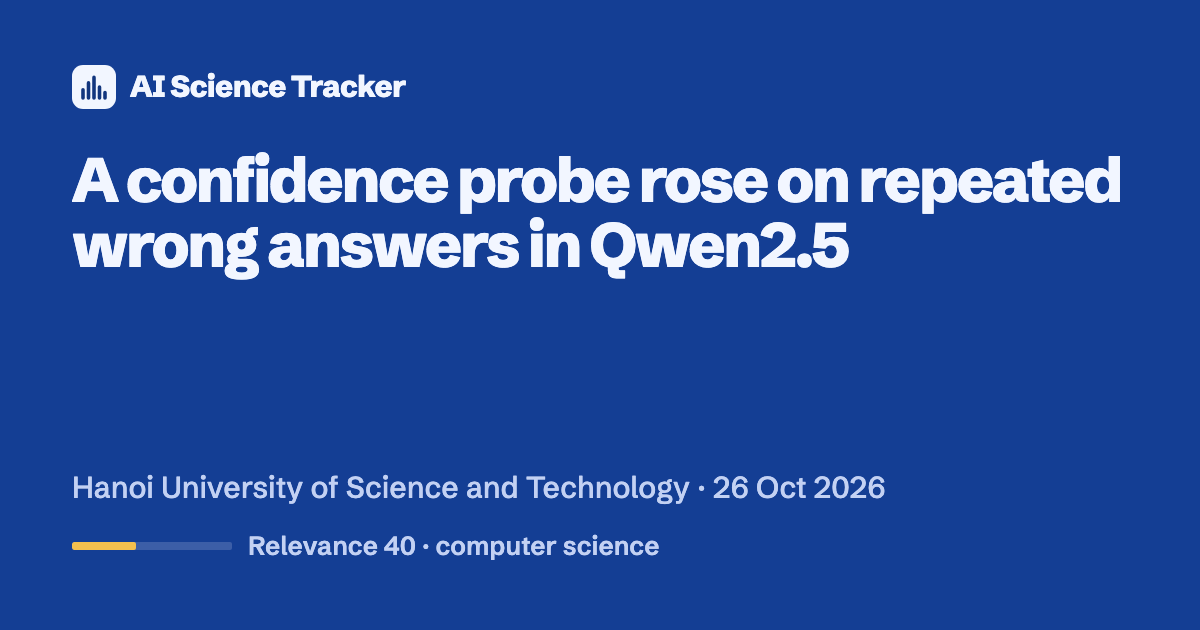 AI Science Tracker
A confidence probe rose on repeated
wrong answers in Qwen2.5
Hanoi University of Science and Technology · 26 Oct 2026
Relevance 40 · computer science